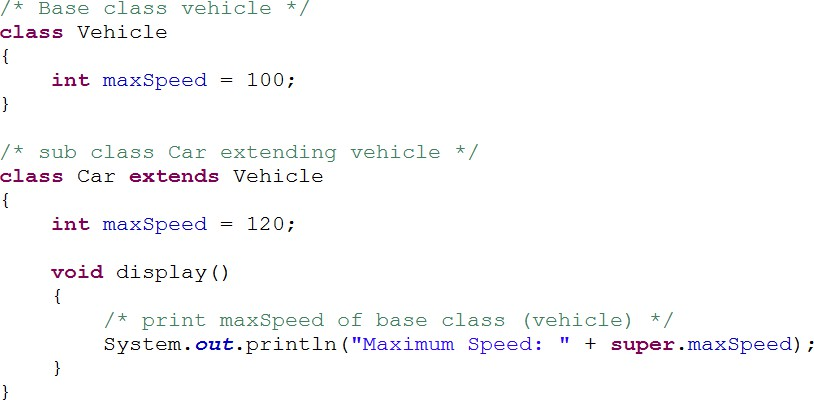 /* Base class vehicle */
class Vehicle
{
    int maxSpeed = 100;
}

/* sub class Car extending vehicle */
class Car extends Vehicle
{
    int maxSpeed = 120;

    void display()
    {
        /* print maxSpeed of base class (vehicle) */
        System.out.println("Maximum Speed: " + super.maxSpeed);
    }
}